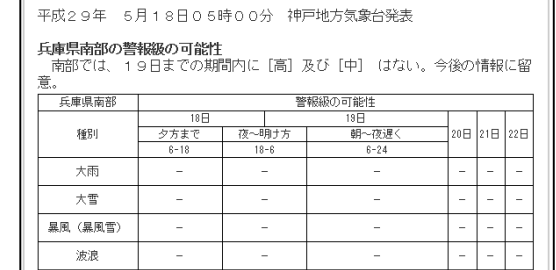 平成２９年　５月１８日０５時００分　神戸地方気象台発表
兵庫県南部の警報級の可能性
　南部では、１９日までの期間内に［高］及び［中］　はない。今後の情報に留
意。
兵庫県南部 警報級の可能性
種別 18日 19日 20日 21日 22日
夕方まで 夜～明け方 朝～夜遅く
6-18 18-6 6-24
大雨 － － － － － －
大雪 － － － － － －
暴風（暴風雪） － － － － － －
波浪 － － － － － －